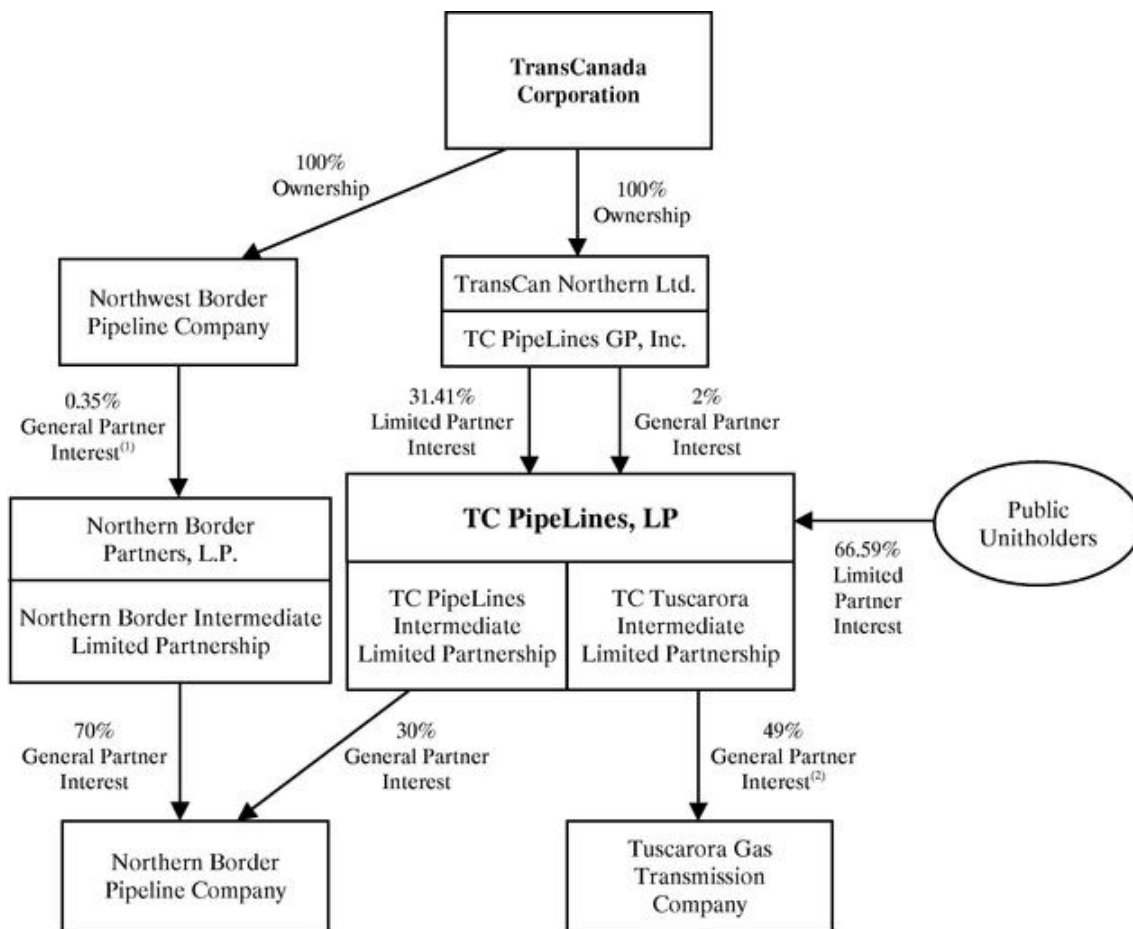 TransCanada
Corporation
100%
Ownership
100%
Ownership
Northwest Border
Pipeline Company
TransCan Northern Ltd.
TC PipeLines GP, Inc.
0.35%
General Partner
Interest(1)
31.41%
Limited Partner
Interest
2%
General Partner
Interest
Northern Border
Partners, L.P.
Northern Border Intermediate
Limited Partnership
TC PipeLines, LP
TC PipeLines
Intermediate
Limited Partnership
TC Tuscarora
Intermediate
Limited Partnership
Public
Unitholders
66.59%
Limited
Partner
Interest
70%
General Partner
Interest
30%
General Partner
Interest
49%
General Partner
Interest(2)
Northern Border
Pipeline Company
Tuscarora Gas
Transmission
Company